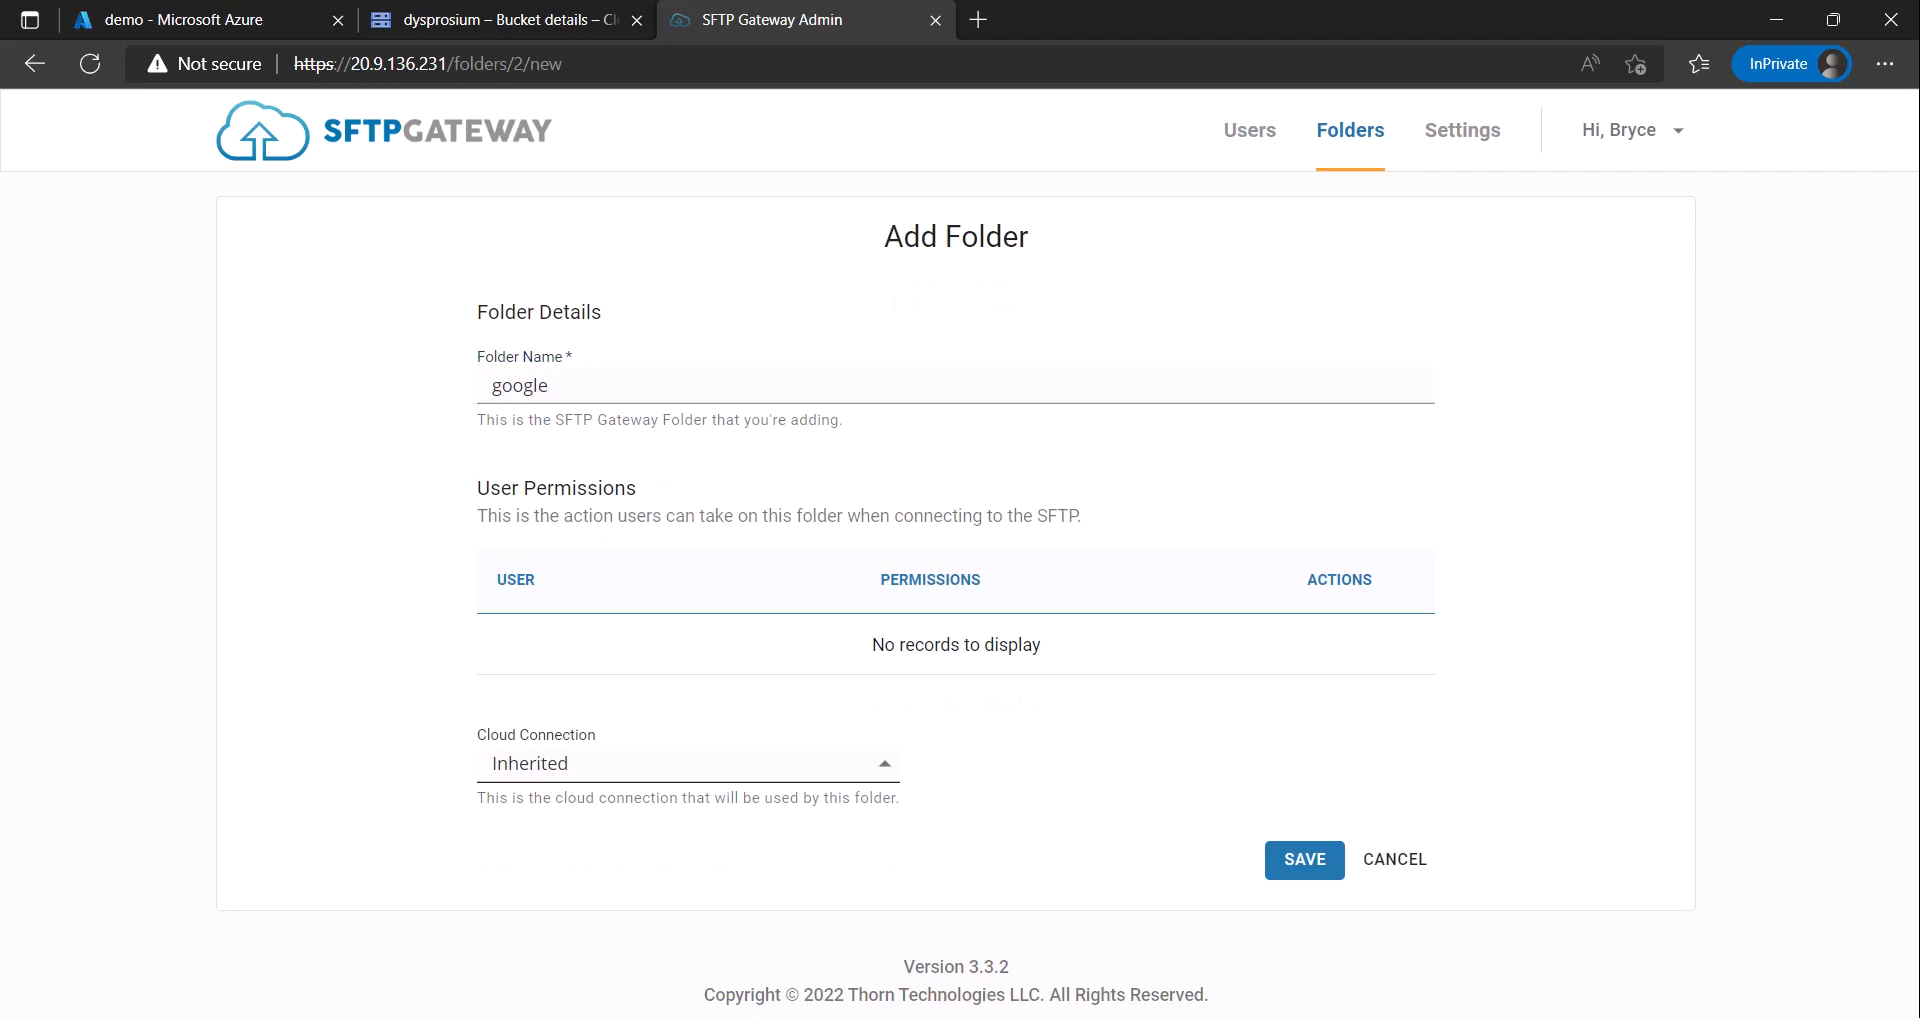 demo - Microsoft Azure
dysprosium – Bucket details – Cl
SFTP Gateway Admin
Not secure
https://20.9.136.231/folders/2/new
InPrivate
SFTPGATEWAY
Users
Folders
Settings
Hi, Bryce
Add Folder
Folder Details
Folder Name *
google
This is the SFTP Gateway Folder that you're adding.
User Permissions
This is the action users can take on this folder when connecting to the SFTP.
USER PERMISSIONS ACTIONS
No records to display
Cloud Connection
Inherited
This is the cloud connection that will be used by this folder.
SAVE CANCEL
Version 3.3.2
Copyright © 2022 Thorn Technologies LLC. All Rights Reserved.